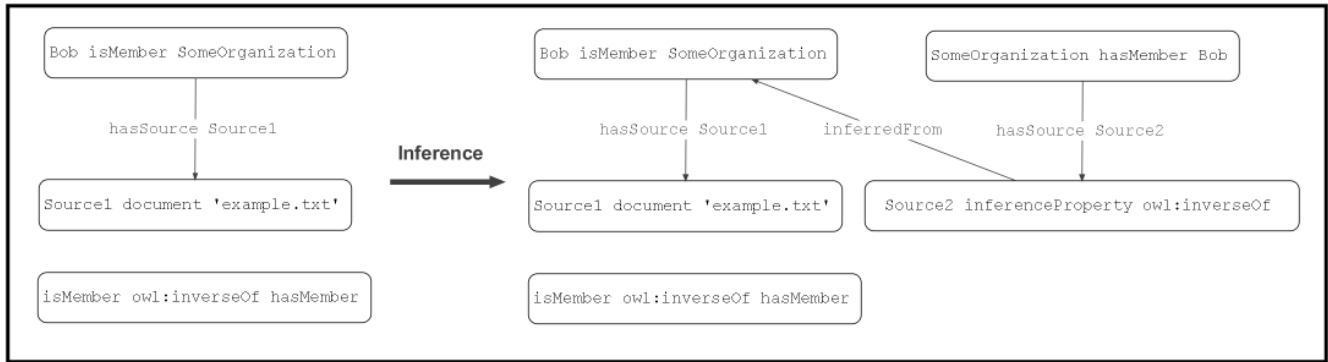 Bob isMember SomeOrganization
hasSource Source1
Source1 document 'example.txt'
isMember owl:inverseOf hasMember
Inference
Bob isMember SomeOrganization
SomeOrganization hasMember Bob
hasSource Source1
inferredFrom
hasSource Source2
Source1 document 'example.txt'
Source2 inferenceProperty owl:inverseOf
isMember owl:inverseOf hasMember